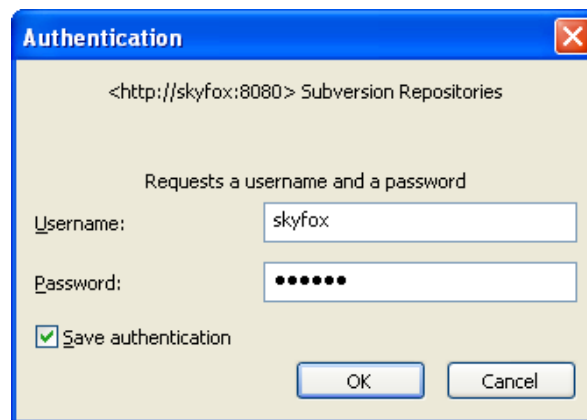 Authentication
<http://skyfox:8080> Subversion Repositories
Requests a username and a password
Username: skyfox
Password: ••••••
Save authentication
OK Cancel